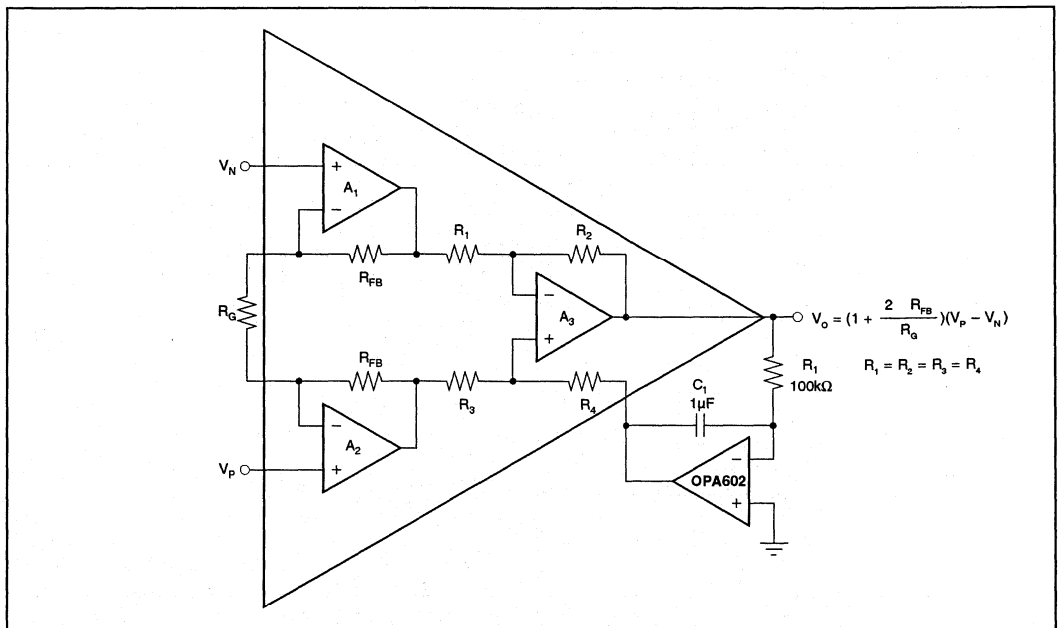 V_N
+
A_1
−
R_FB
R_1
R_2
R_G
−
A_3
+
V_O = (1 + 2 R_FB / R_G)(V_P − V_N)
R_1
100kΩ
R_1 = R_2 = R_3 = R_4
R_FB
R_3
R_4
C_1
1µF
−
A_2
+
V_P
−
OPA602
+